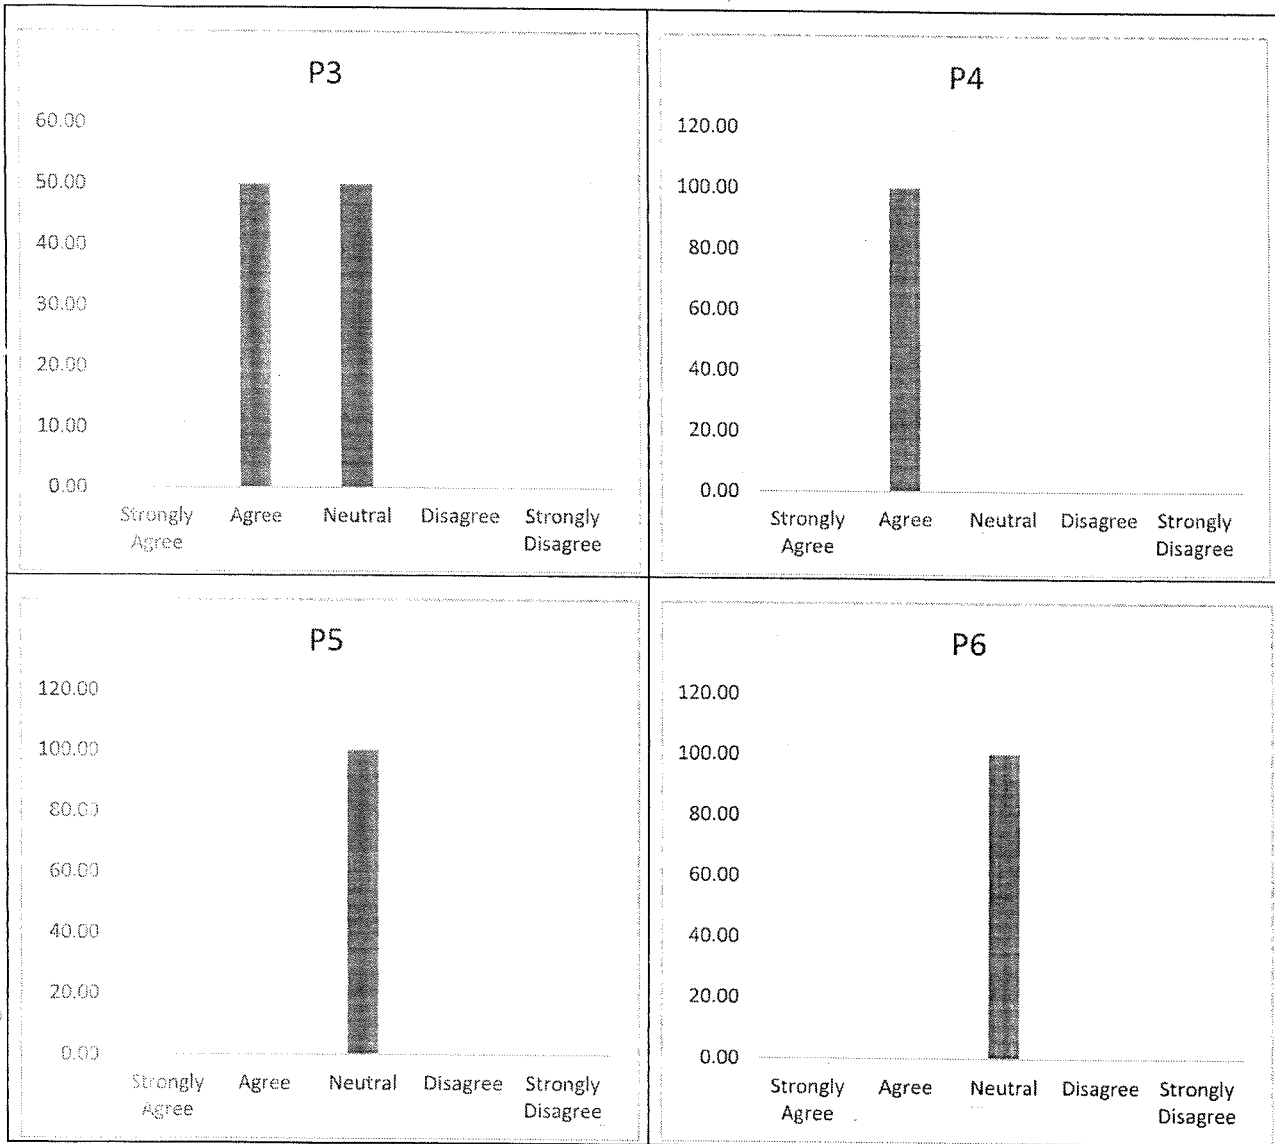 P3
60.00
50.00
40.00
30.00
20.00
10.00
0.00
Strongly Agree
Agree
Neutral
Disagree
Strongly Disagree
P4
120.00
100.00
80.00
60.00
40.00
20.00
0.00
Strongly Agree
Agree
Neutral
Disagree
Strongly Disagree
P5
120.00
100.00
80.00
60.00
40.00
20.00
0.00
Strongly Agree
Agree
Neutral
Disagree
Strongly Disagree
P6
120.00
100.00
80.00
60.00
40.00
20.00
0.00
Strongly Agree
Agree
Neutral
Disagree
Strongly Disagree